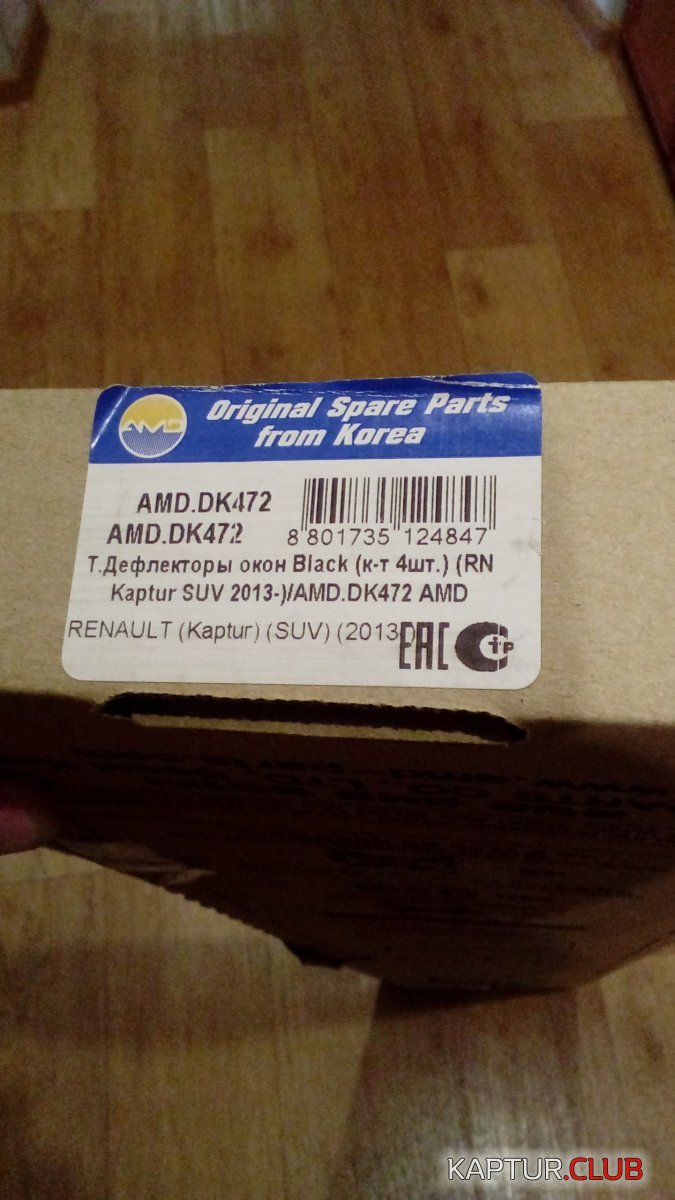 AMD
Original Spare Parts
from Korea
AMD.DK472
AMD.DK472
8 801735 124847
Т.Дефлекторы окон Black (к-т 4шт.) (RN
Kaptur SUV 2013-)/AMD.DK472 AMD
RENAULT (Kaptur) (SUV) (2013
EAC
KAPTUR.CLUB